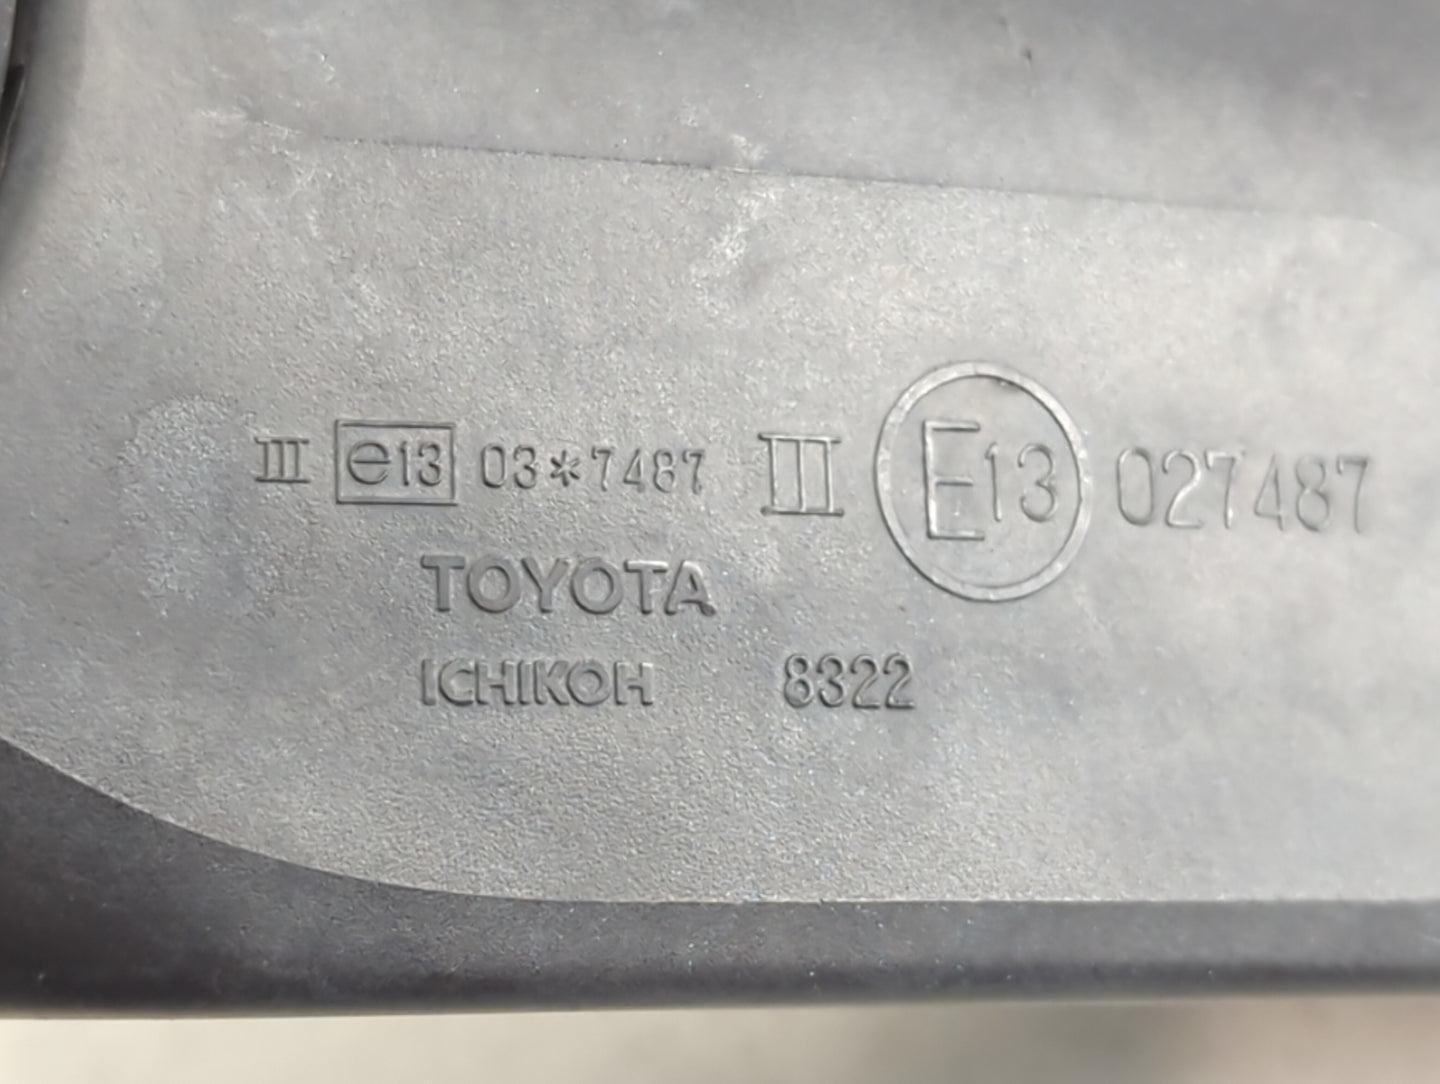 III e13 03*7487 III E13 027487
TOYOTA
ICHIKOH 8322